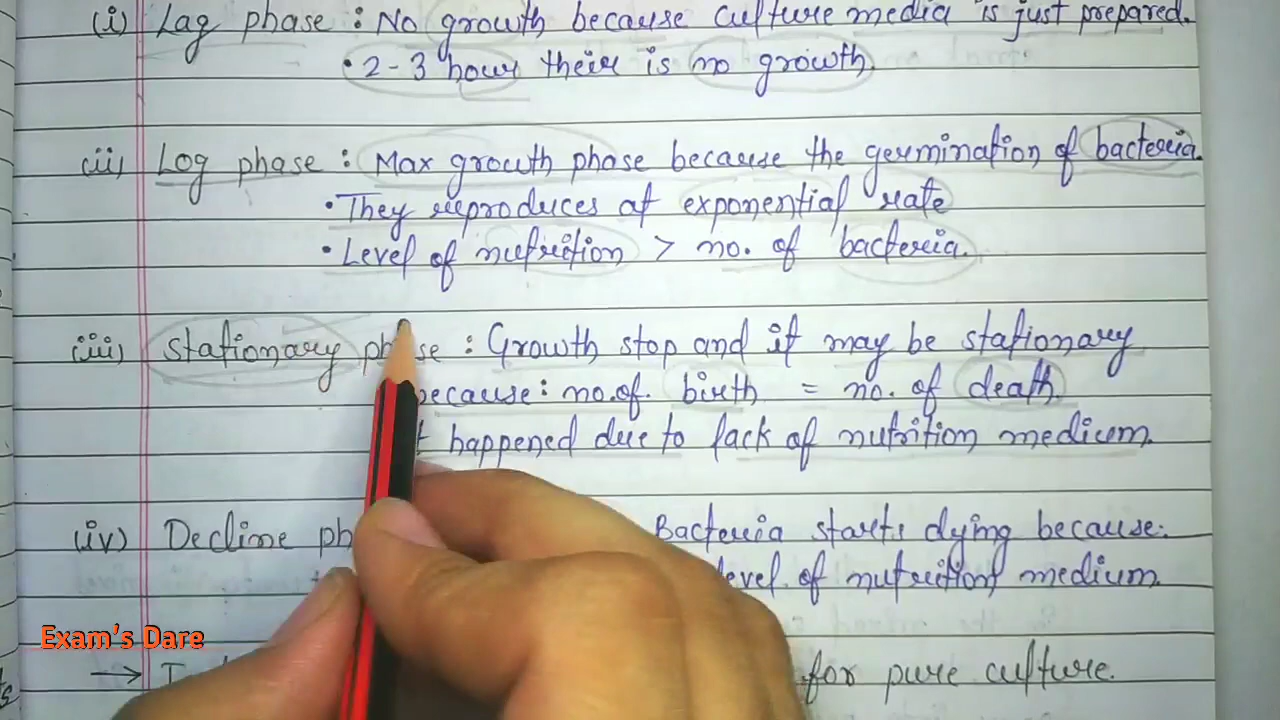 (i) Lag phase : No growth because culture media is just prepared.
• 2-3 hour their is no growth.
(ii) Log phase : Max growth phase because the germination of bacteria.
• They reproduces at exponential rate
• Level of nutrition > no. of bacteria.
(iii) stationary phase : Growth stop and it may be stationary
because: no. of. birth = no. of death.
happened due to lack of nutrition medium.
(iv) Decline ph Bacteria starts dying because.
level of nutrition medium.
Exam's Dare
→ for pure culture.